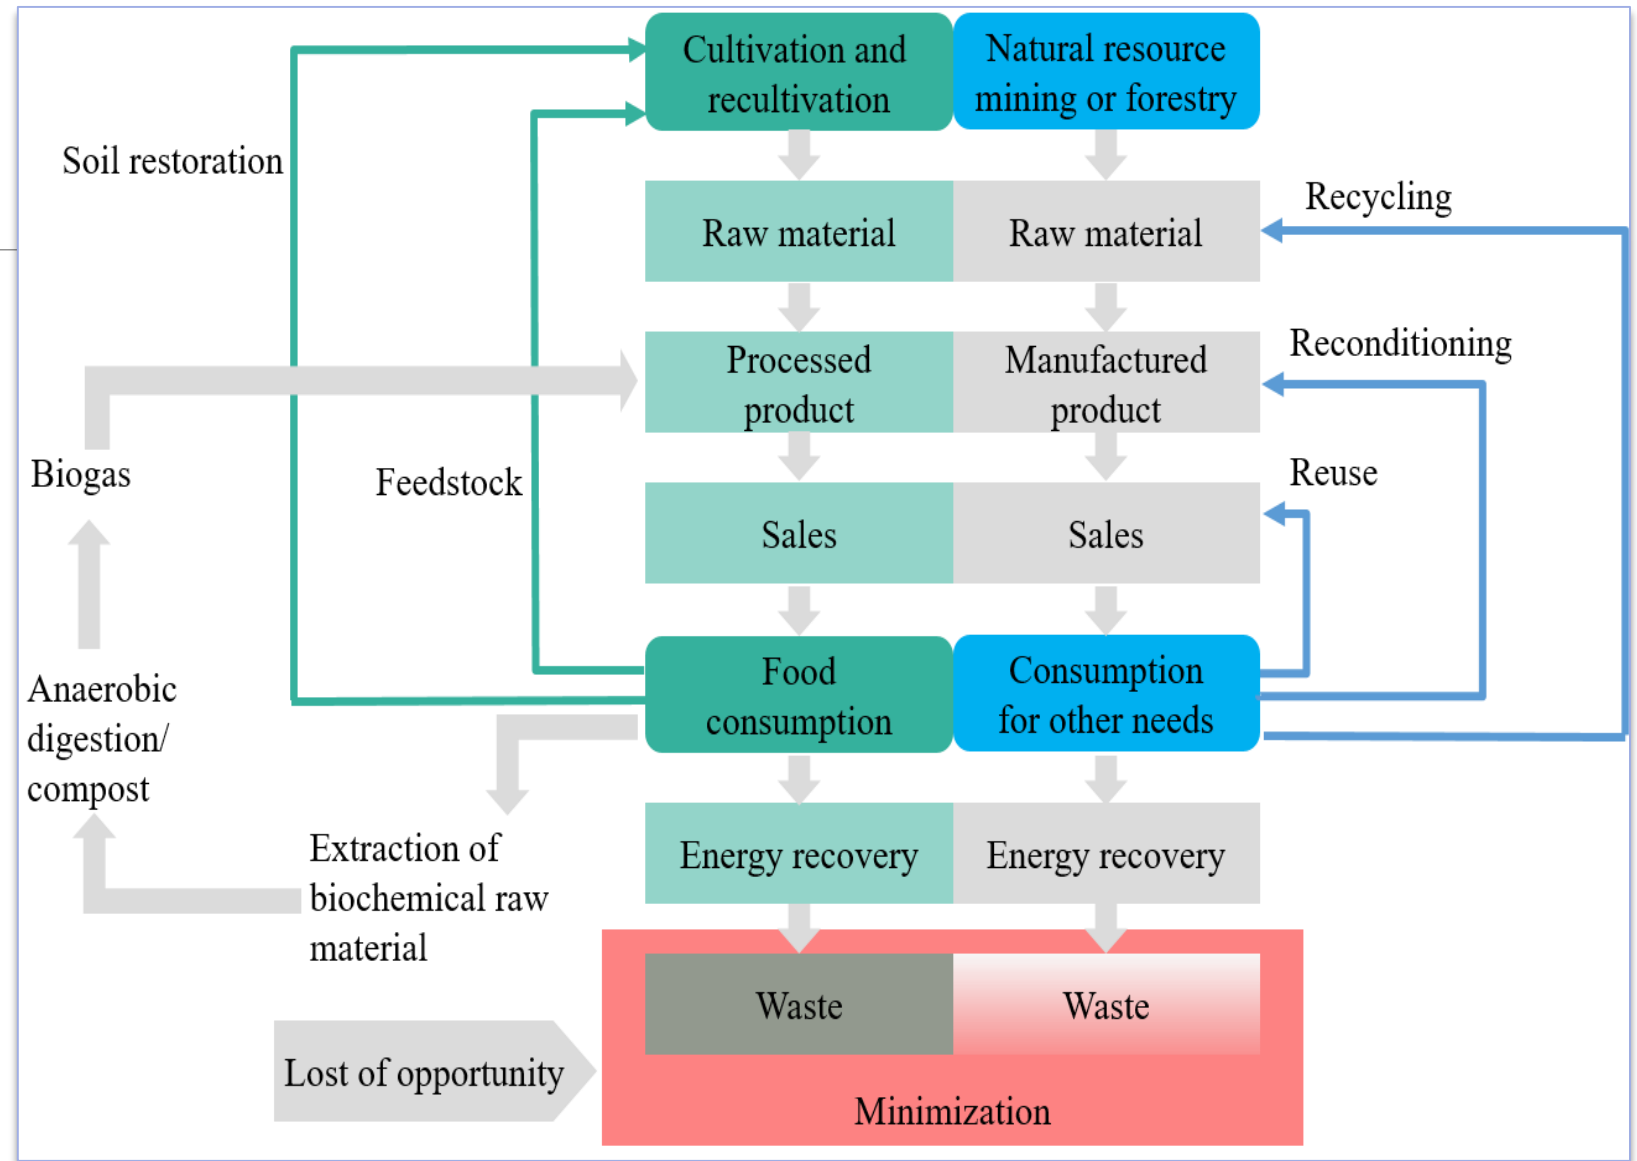 Cultivation and
recultivation
Natural resource
mining or forestry
Soil restoration
Recycling
Raw material
Raw material
Reconditioning
Processed
product
Manufactured
product
Biogas
Feedstock
Reuse
Sales
Sales
Anaerobic
digestion/
compost
Food
consumption
Consumption
for other needs
Extraction of
biochemical raw
material
Energy recovery
Energy recovery
Waste
Waste
Lost of opportunity
Minimization